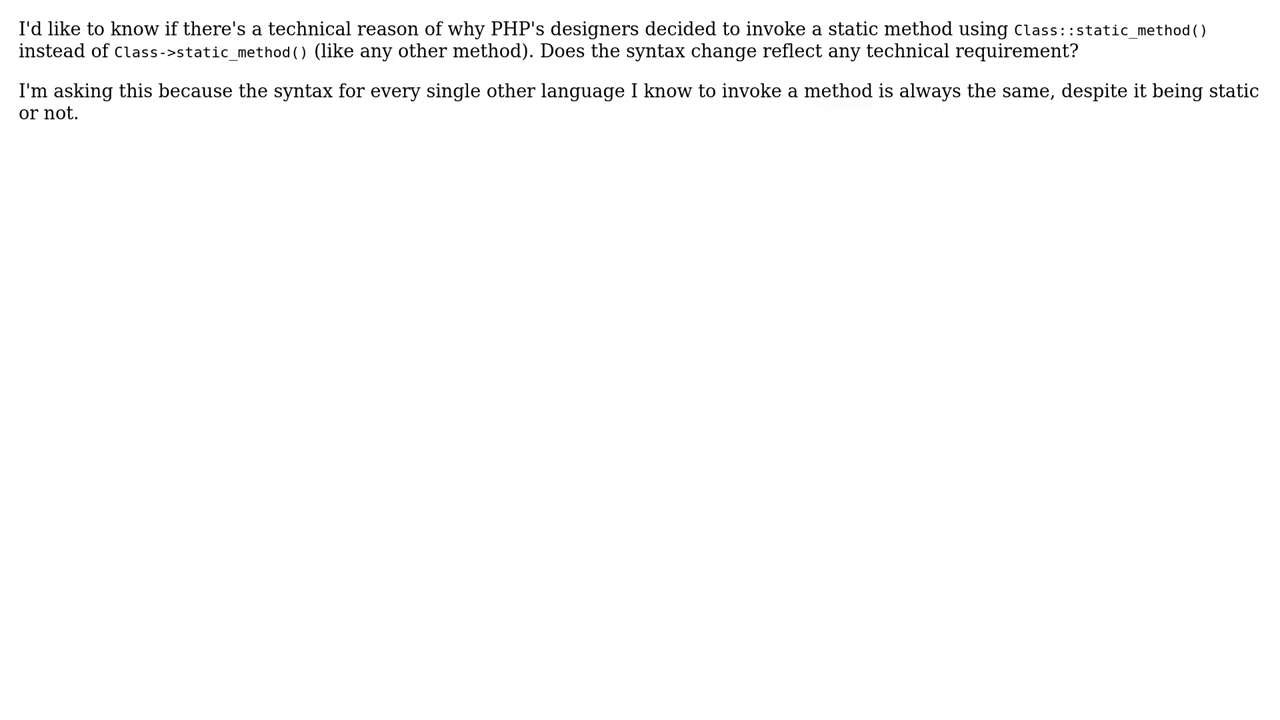 I'd like to know if there's a technical reason of why PHP's designers decided to invoke a static method using Class::static_method()
instead of Class->static_method() (like any other method). Does the syntax change reflect any technical requirement?
I'm asking this because the syntax for every single other language I know to invoke a method is always the same, despite it being static
or not.